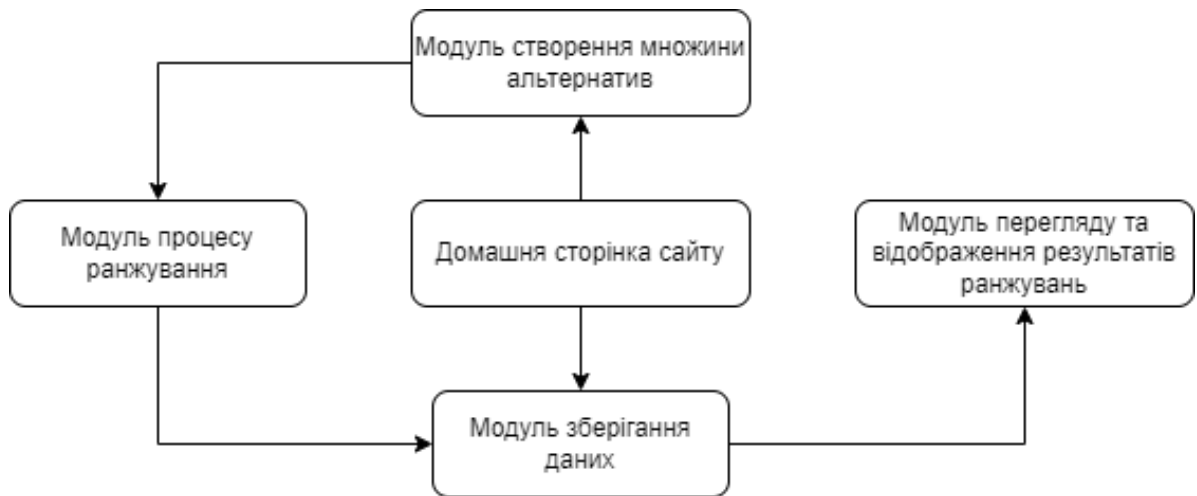 Модуль створення множини
альтернатив
Модуль процесу
ранжування
Домашня сторінка сайту
Модуль перегляду та
відображення результатів
ранжувань
Модуль зберігання
даних